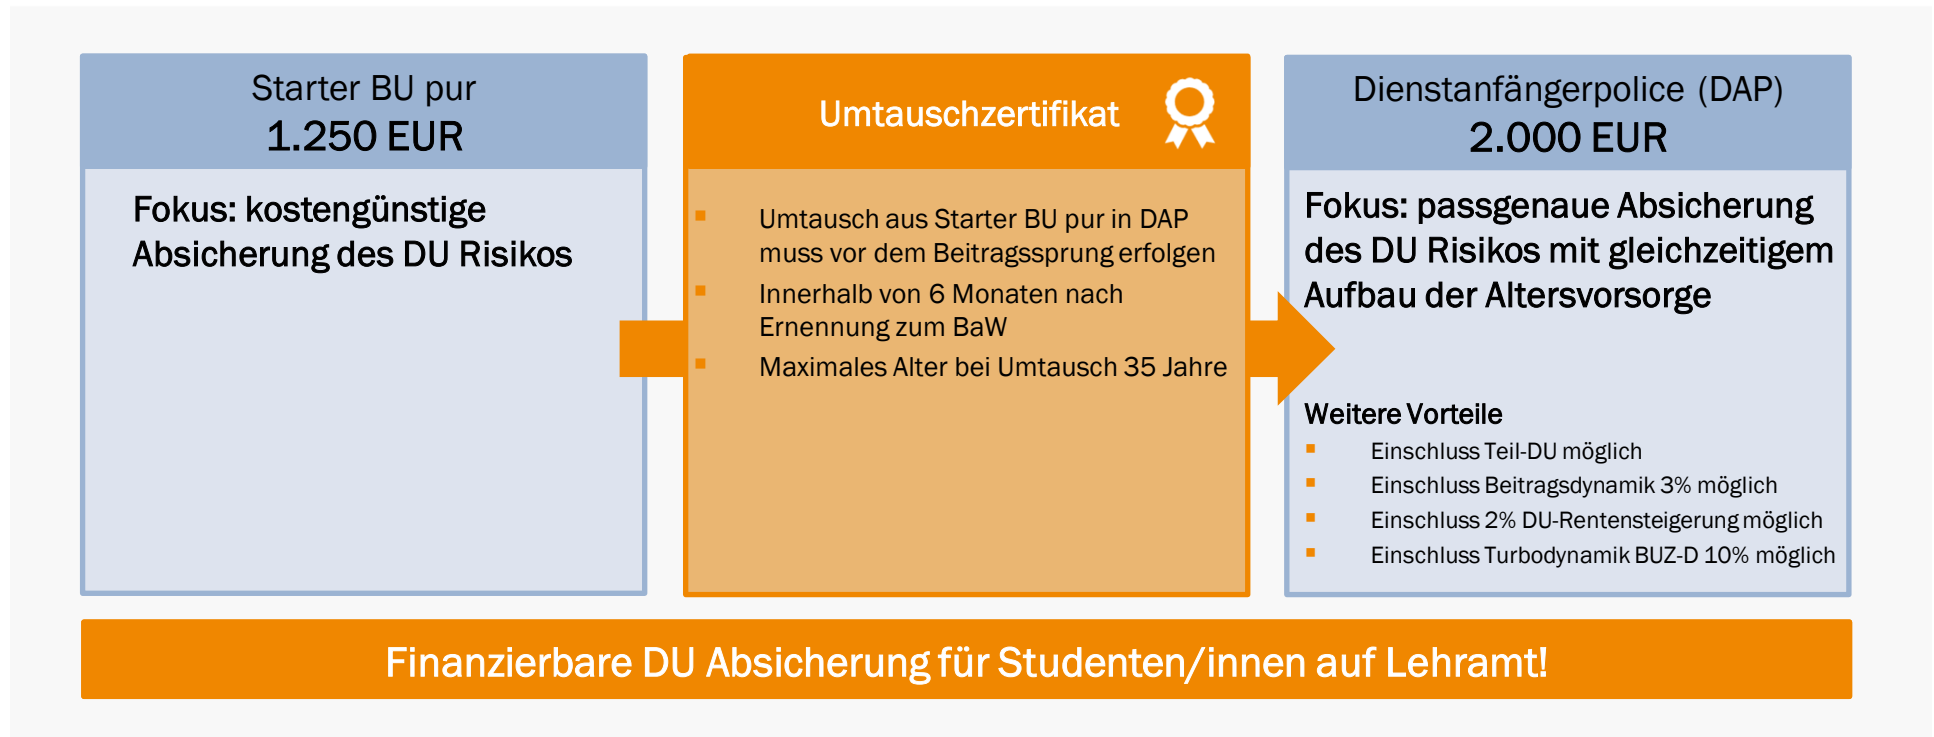 Starter BU pur
1.250 EUR
Fokus: kostengünstige
Absicherung des DU Risikos
Umtauschzertifikat
▪ Umtausch aus Starter BU pur in DAP
muss vor dem Beitragssprung erfolgen
▪ Innerhalb von 6 Monaten nach
Ernennung zum BaW
▪ Maximales Alter bei Umtausch 35 Jahre
Dienstanfängerpolice (DAP)
2.000 EUR
Fokus: passgenaue Absicherung
des DU Risikos mit gleichzeitigem
Aufbau der Altersvorsorge
Weitere Vorteile
▪ Einschluss Teil-DU möglich
▪ Einschluss Beitragsdynamik 3% möglich
▪ Einschluss 2% DU-Rentensteigerung möglich
▪ Einschluss Turbodynamik BUZ-D 10% möglich
Finanzierbare DU Absicherung für Studenten/innen auf Lehramt!